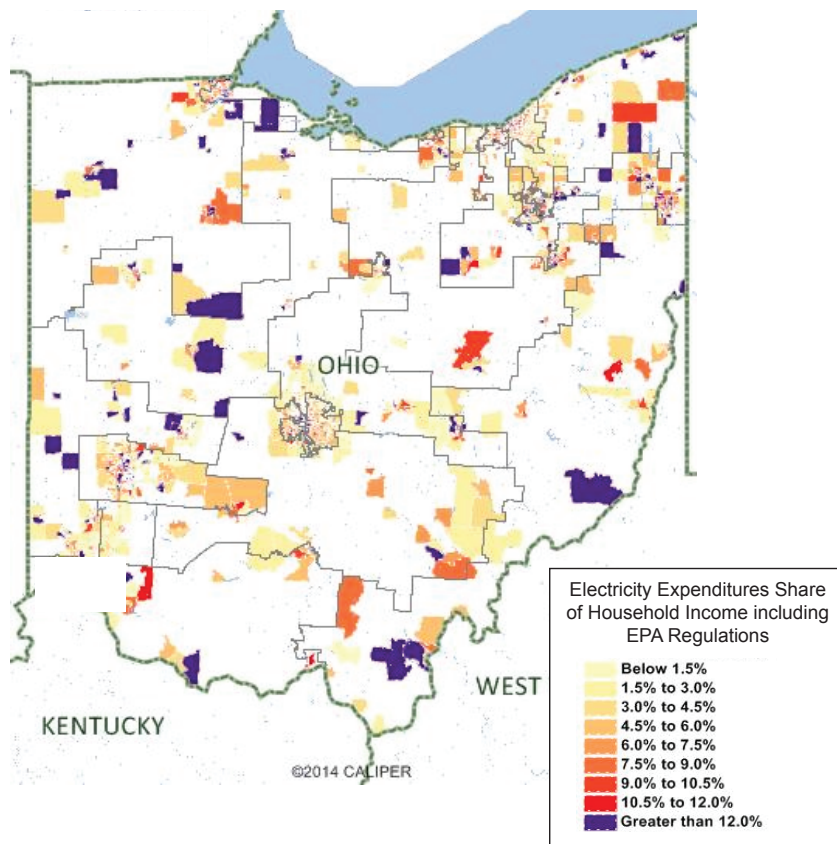 OHIO
WEST
KENTUCKY
©2014 CALIPER
Electricity Expenditures Share
of Household Income including
EPA Regulations
Below 1.5%
1.5% to 3.0%
3.0% to 4.5%
4.5% to 6.0%
6.0% to 7.5%
7.5% to 9.0%
9.0% to 10.5%
10.5% to 12.0%
Greater than 12.0%